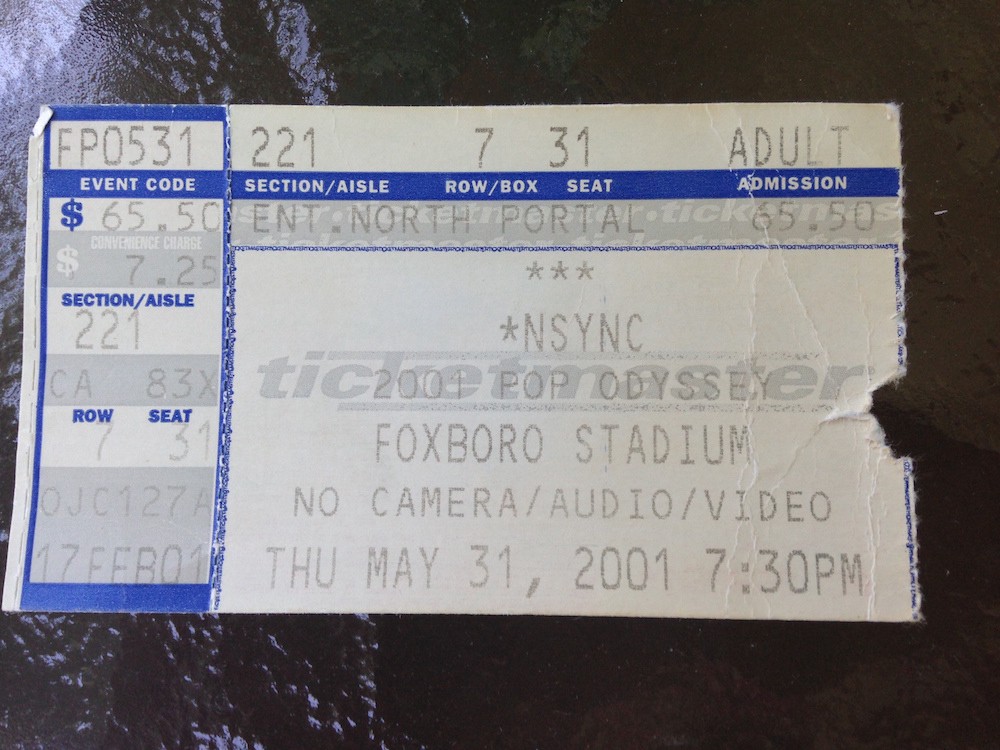 FP0531
EVENT CODE
$ 65.50
CONVENIENCE CHARGE
$ 7.25
SECTION/AISLE
221
CA 83X
ROW SEAT
7 31
OJC127A
17FEB01
221 7 31 ADULT
SECTION/AISLE ROW/BOX SEAT ADMISSION
ENT.NORTH PORTAL 65.50
***
*NSYNC
ticketmaster
2001 POP ODYSSEY
FOXBORO STADIUM
NO CAMERA/AUDIO/VIDEO
THU MAY 31, 2001 7:30PM